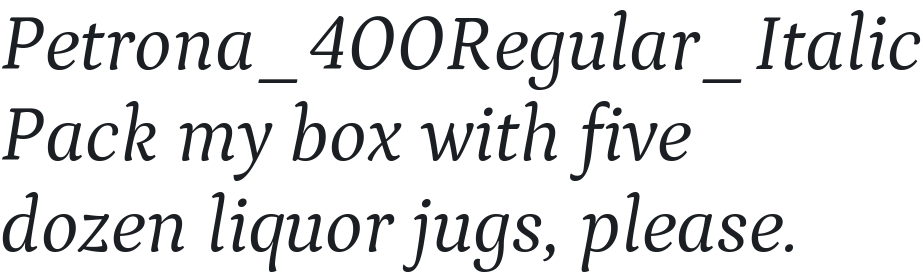 Petrona_400Regular_Italic
Pack my box with five
dozen liquor jugs, please.